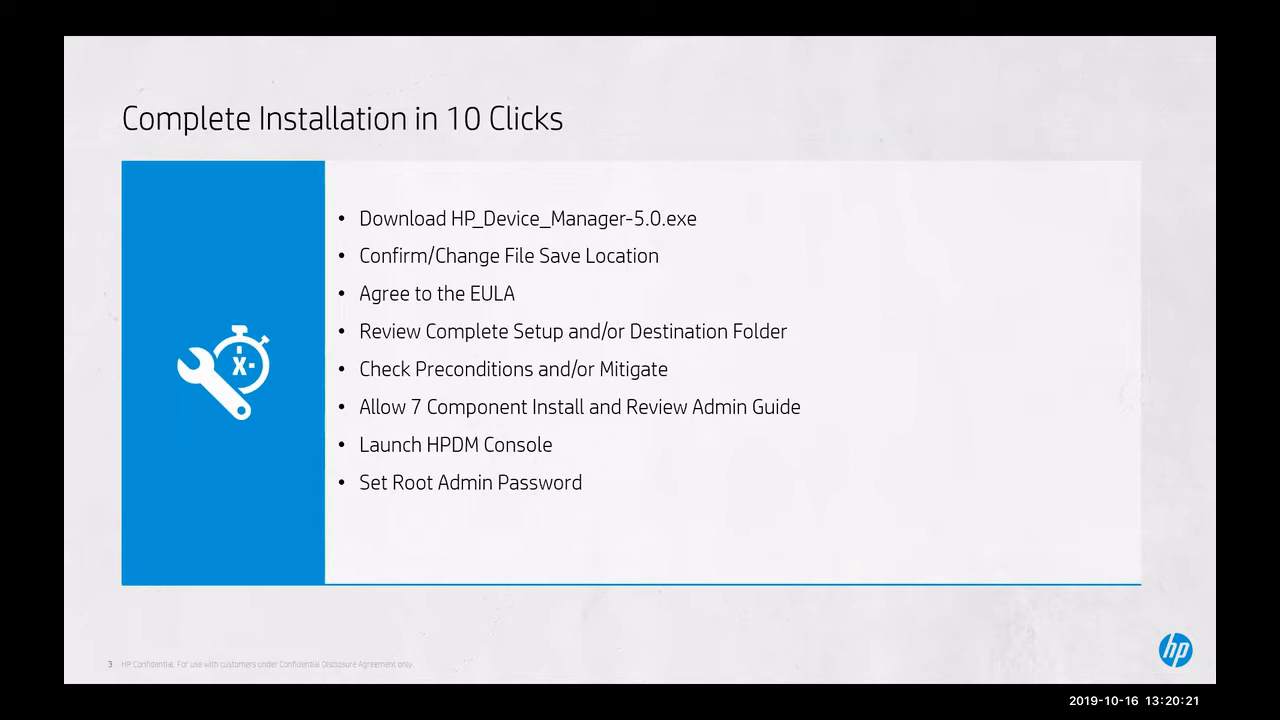 Complete Installation in 10 Clicks
• Download HP_Device_Manager-5.0.exe
• Confirm/Change File Save Location
• Agree to the EULA
• Review Complete Setup and/or Destination Folder
• Check Preconditions and/or Mitigate
• Allow 7 Component Install and Review Admin Guide
• Launch HPDM Console
• Set Root Admin Password
X
3 HP Confidential. For use with customers under Confidential Disclosure Agreement only.
hp
2019-10-16 13:20:21